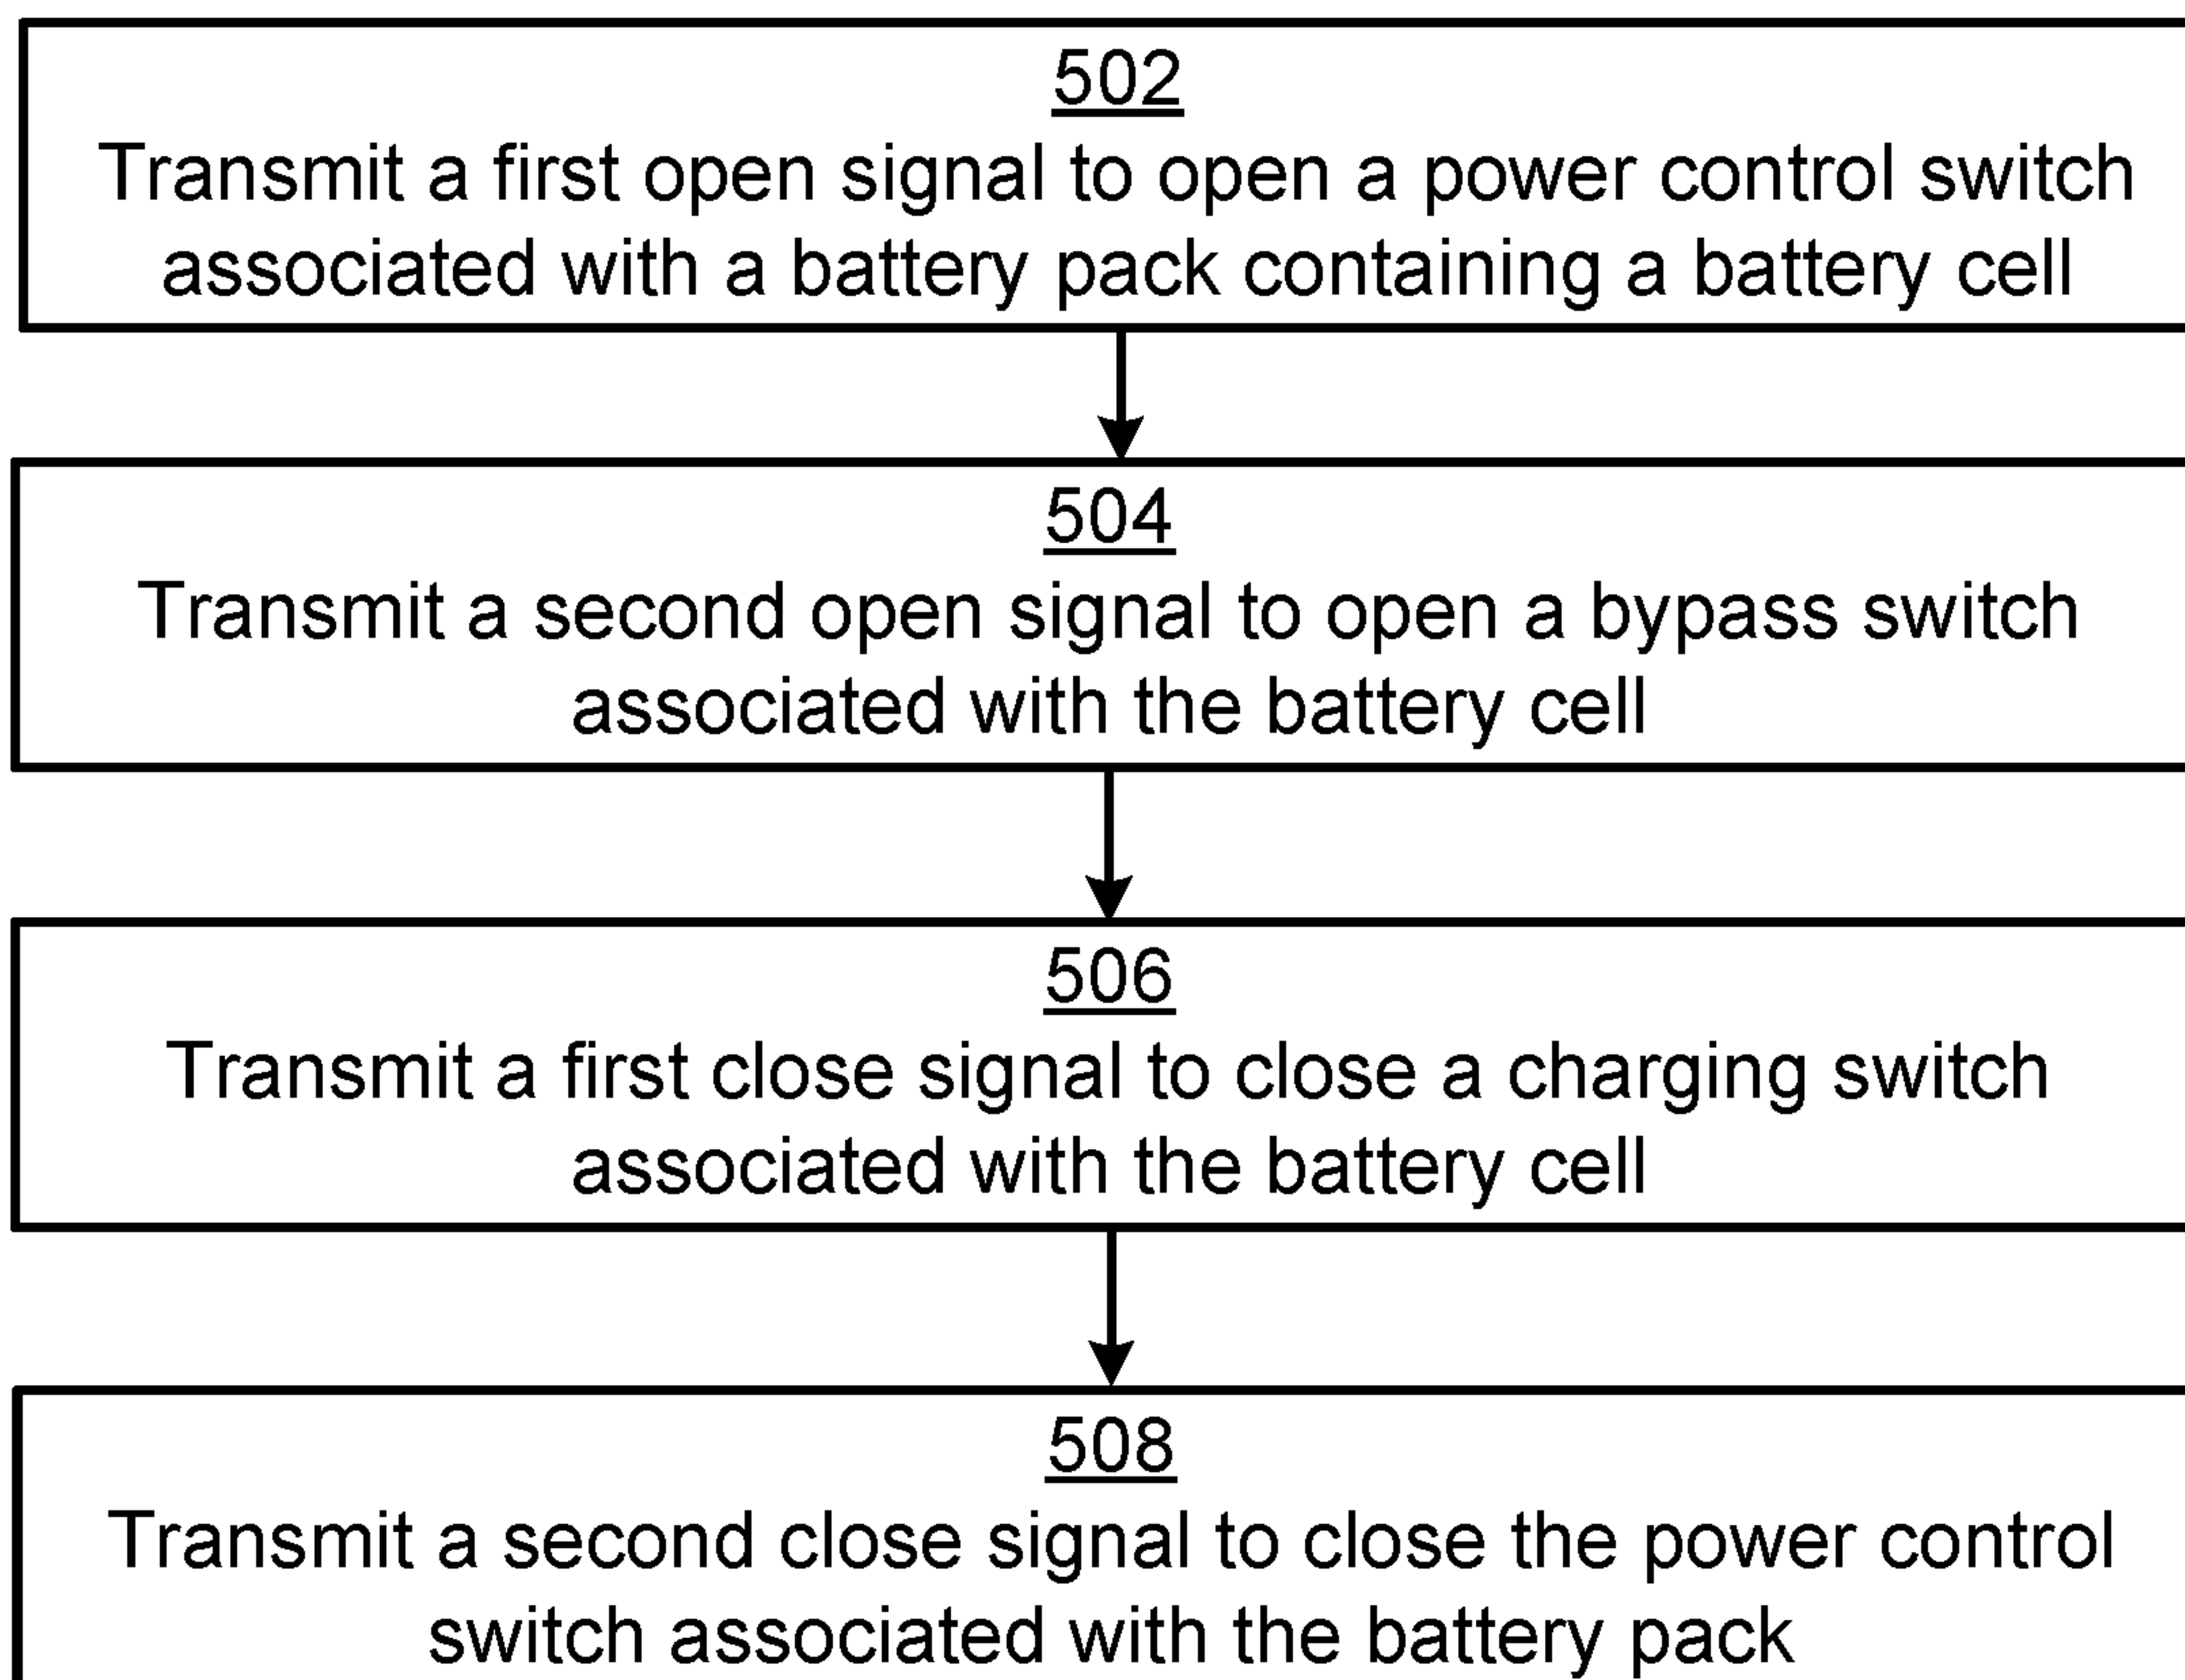 502
Transmit a first open signal to open a power control switch
associated with a battery pack containing a battery cell
504
Transmit a second open signal to open a bypass switch
associated with the battery cell
506
Transmit a first close signal to close a charging switch
associated with the battery cell
508
Transmit a second close signal to close the power control
switch associated with the battery pack